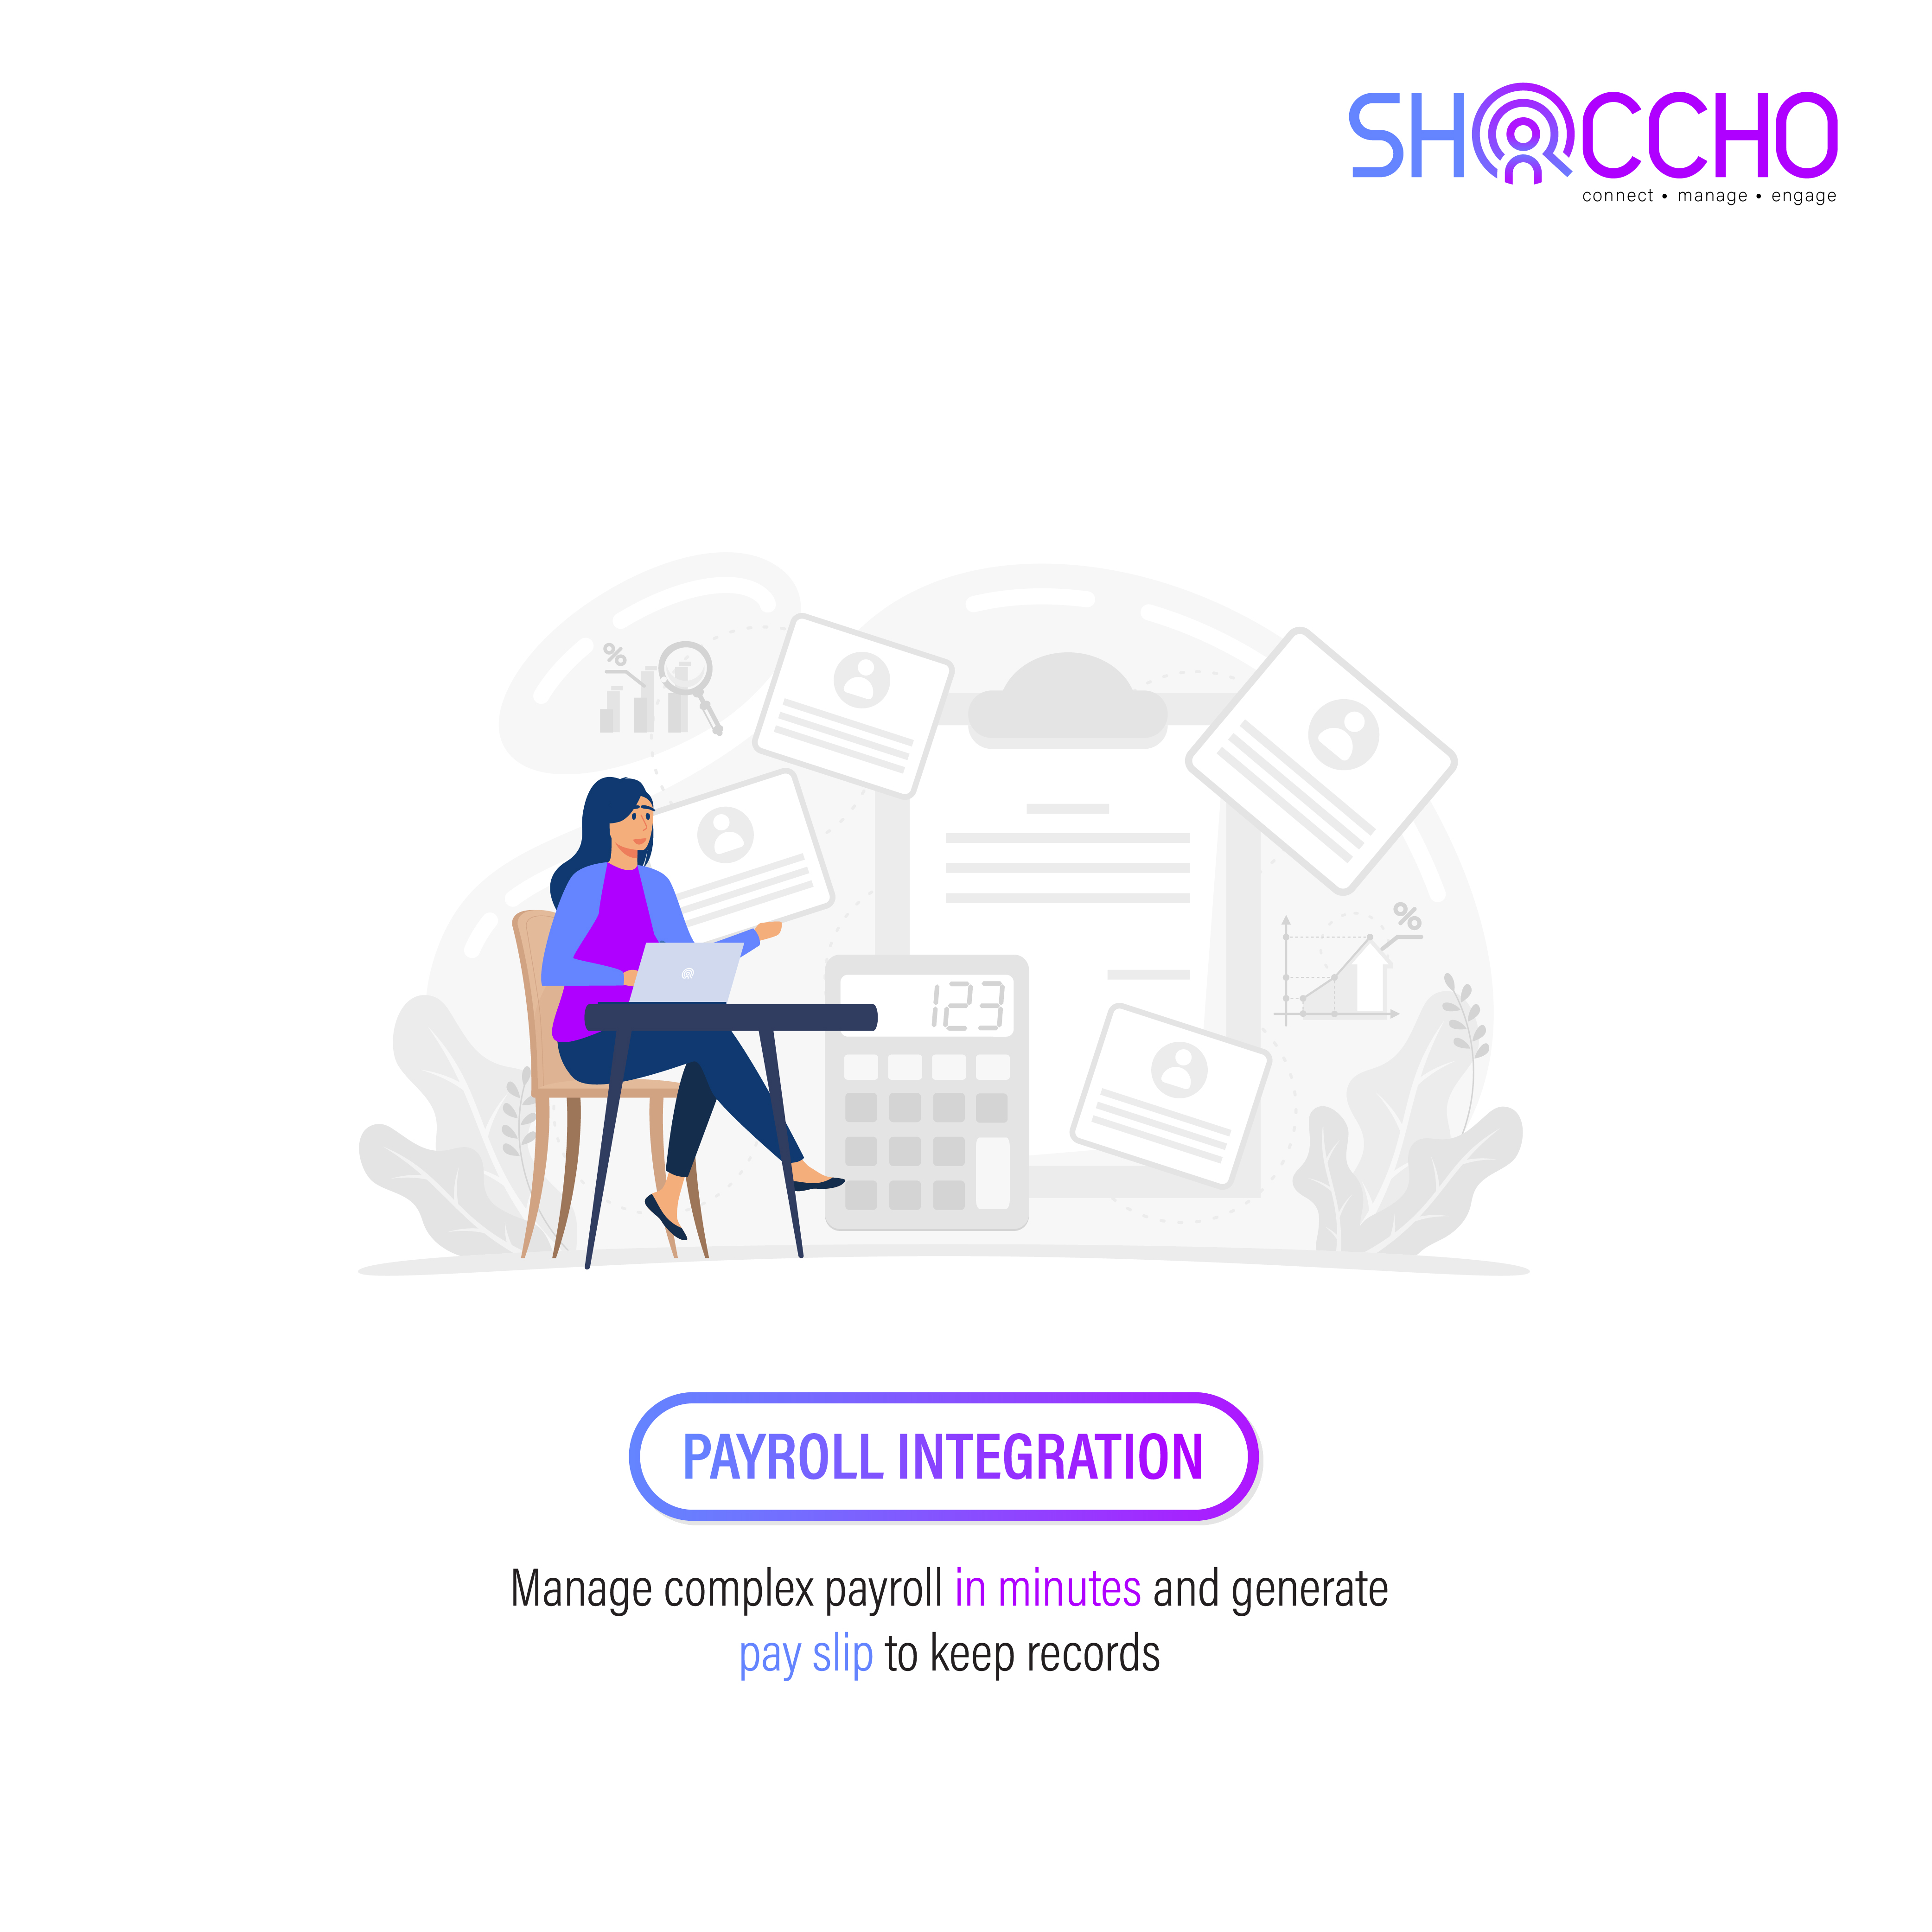 SHOCCHO
connect • manage • engage
%
%
123
PAYROLL INTEGRATION
Manage complex payroll in minutes and generate
pay slip to keep records